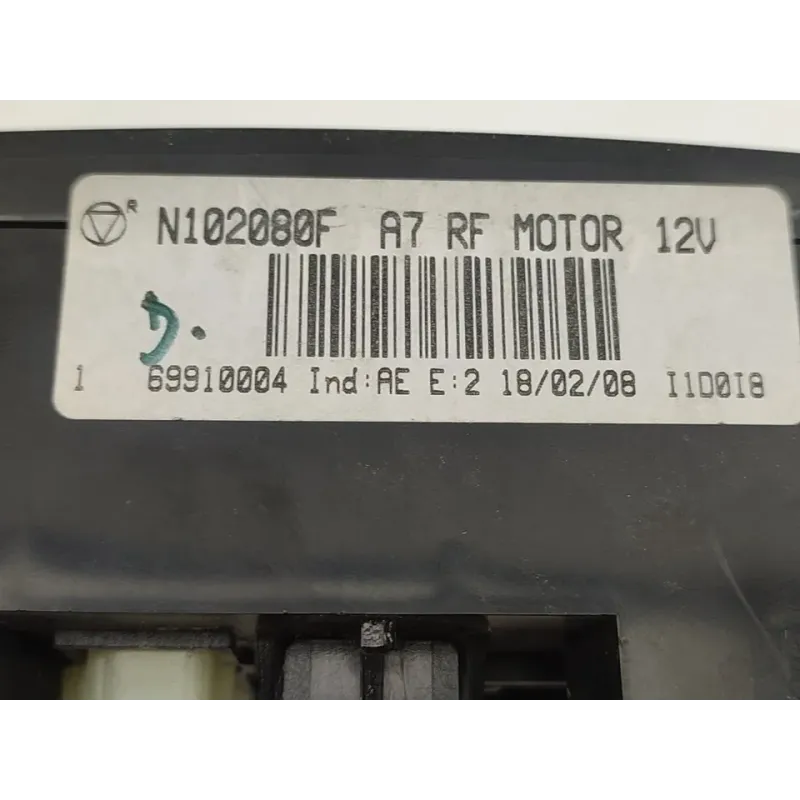 R N102080F A7 RF MOTOR 12V
1 69910004 Ind:AE E:2 18/02/08 I1D0I8